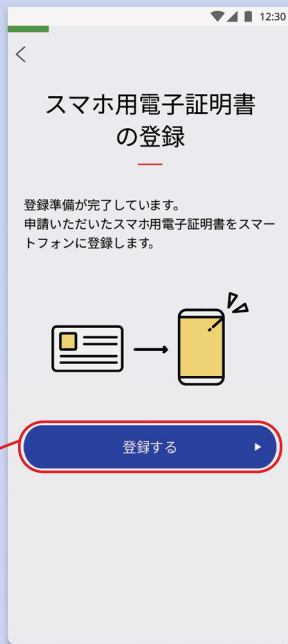 12:30
スマホ用電子証明書
の登録
登録準備が完了しています。
申請いただいたスマホ用電子証明書をスマー
トフォンに登録します。
登録する